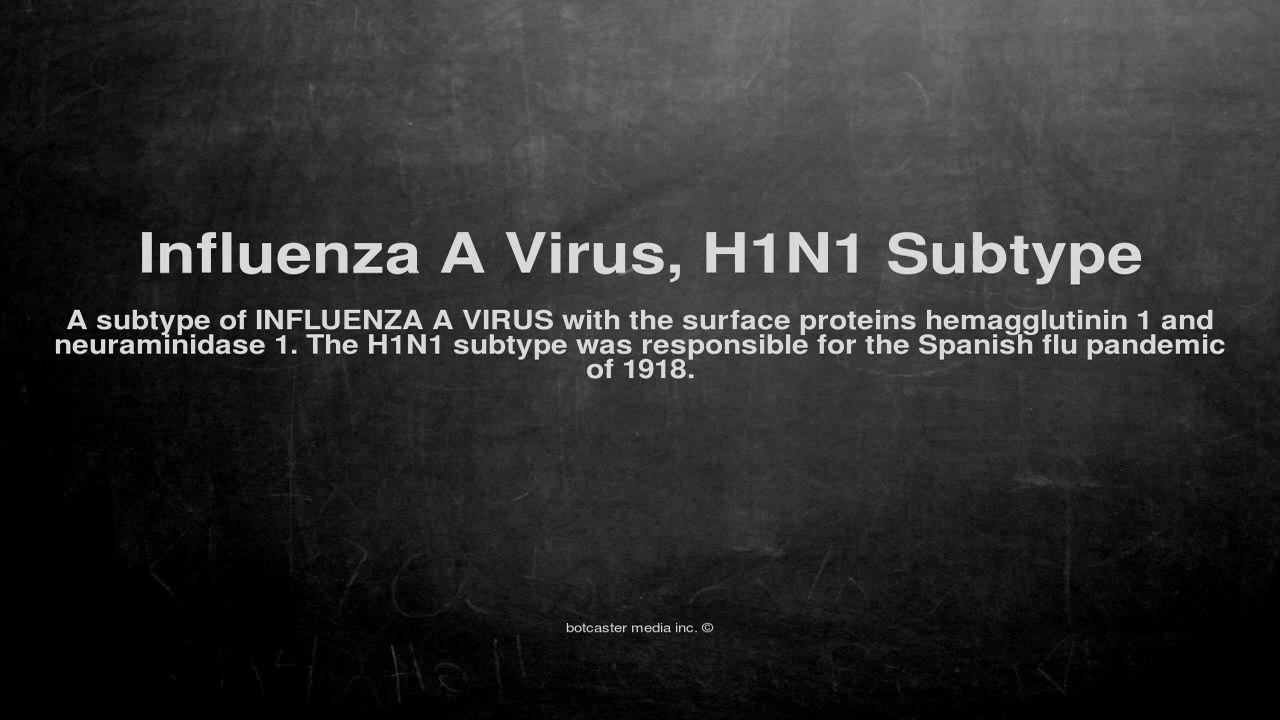 Influenza A Virus, H1N1 Subtype
A subtype of INFLUENZA A VIRUS with the surface proteins hemagglutinin 1 and
neuraminidase 1. The H1N1 subtype was responsible for the Spanish flu pandemic
of 1918.
botcaster media inc. ©